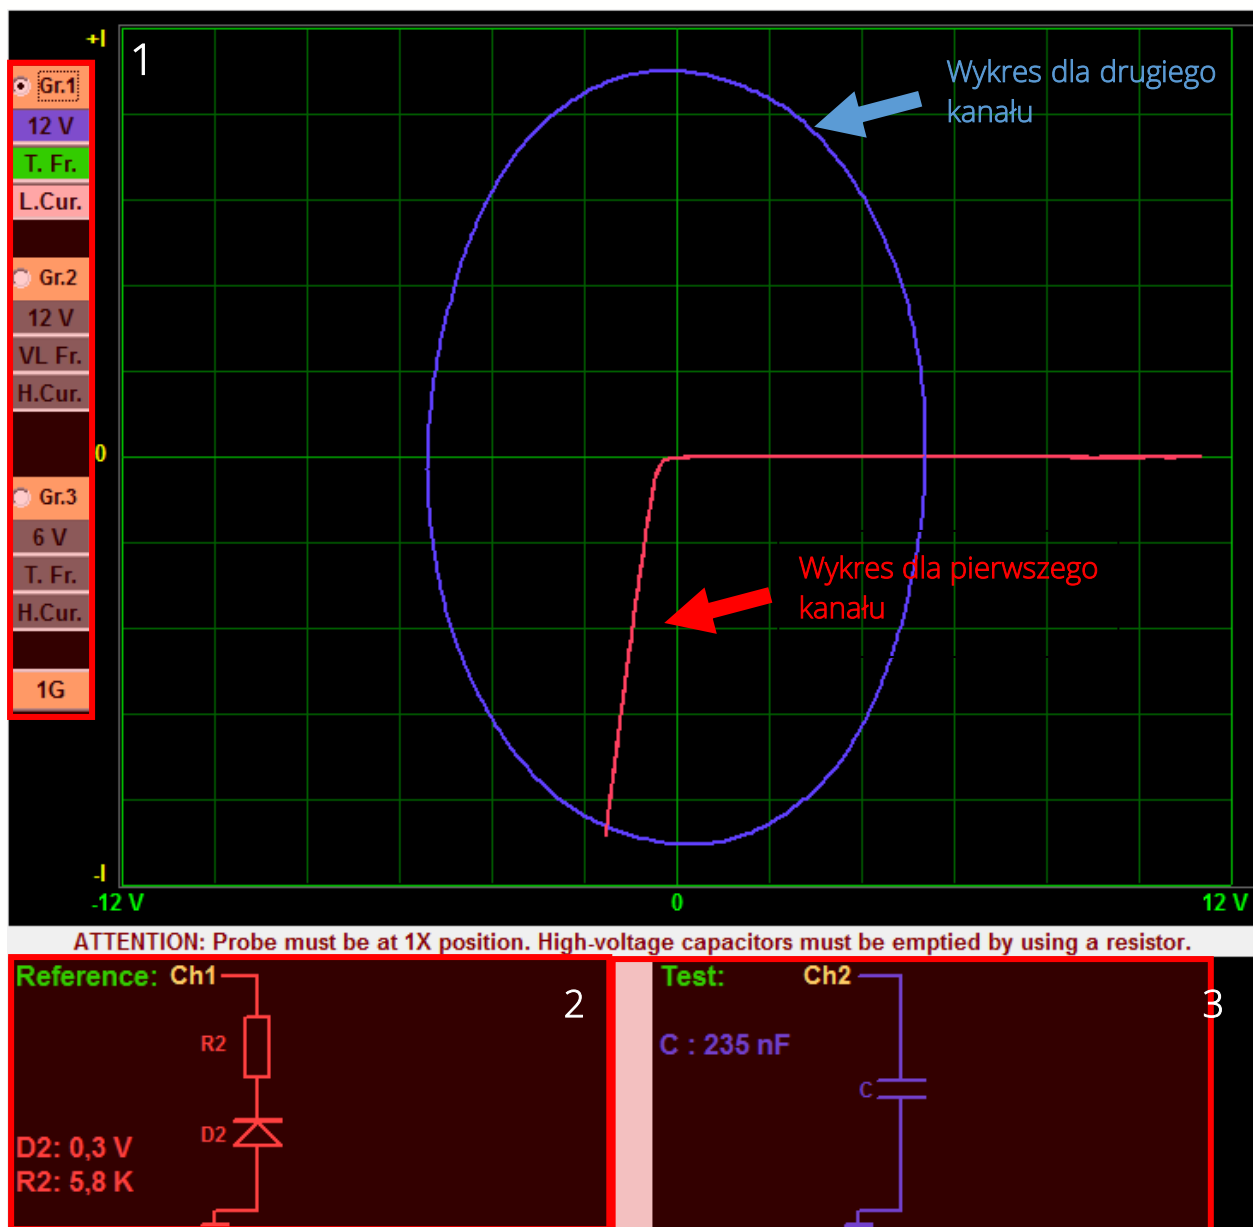 +I
1
Wykres dla drugiego
kanału
Gr.1
12 V
T. Fr.
L.Cur.
Gr.2
12 V
VL Fr.
H.Cur.
0
Gr.3
6 V
T. Fr.
H.Cur.
Wykres dla pierwszego
kanału
1G
-I
-12 V
0
12 V
ATTENTION: Probe must be at 1X position. High-voltage capacitors must be emptied by using a resistor.
Reference: Ch1
2
R2
D2
D2: 0,3 V
R2: 5,8 K
Test: Ch2
3
C : 235 nF
C